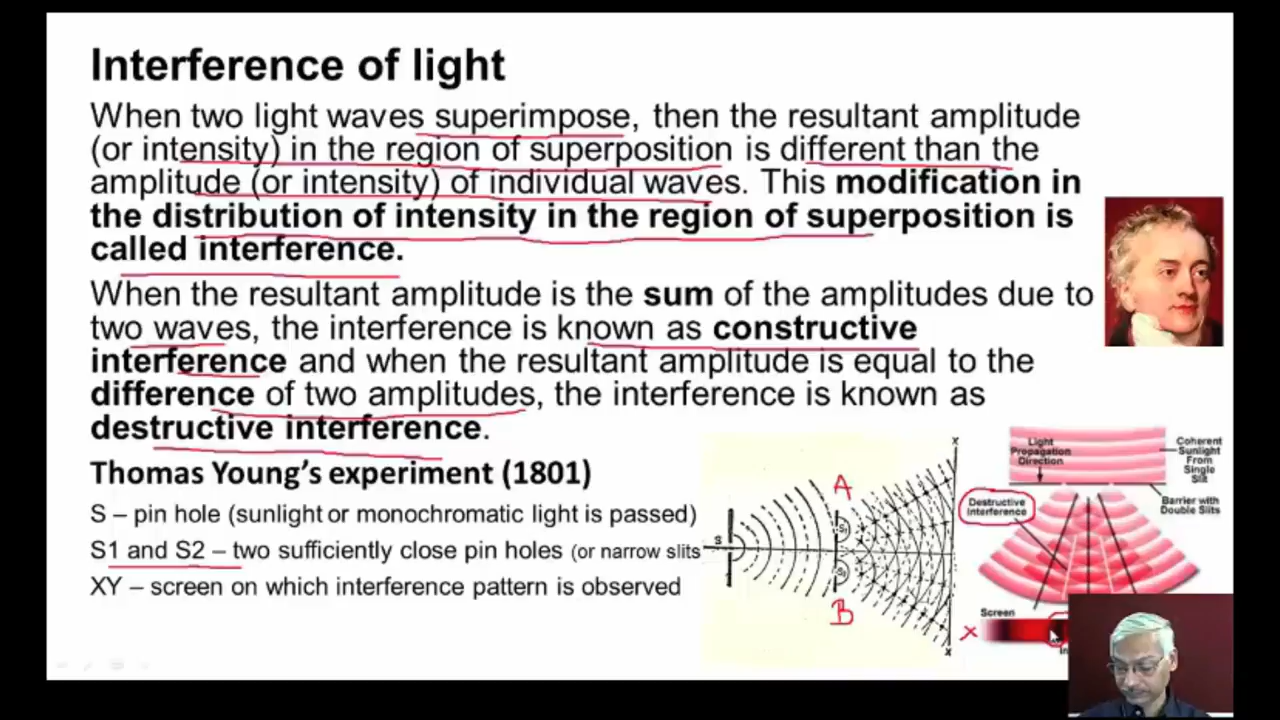 Interference of light
When two light waves superimpose, then the resultant amplitude
(or intensity) in the region of superposition is different than the
amplitude (or intensity) of individual waves. This modification in
the distribution of intensity in the region of superposition is
called interference.
When the resultant amplitude is the sum of the amplitudes due to
two waves, the interference is known as constructive
interference and when the resultant amplitude is equal to the
difference of two amplitudes, the interference is known as
destructive interference.
Thomas Young's experiment (1801)
S – pin hole (sunlight or monochromatic light is passed)
S1 and S2 – two sufficiently close pin holes (or narrow slits
XY – screen on which interference pattern is observed
S
A
S1
S2
B
X
X
Light
Propagation
Direction
Coherent
Sunlight
From
Single
Slit
Destructive
Interference
Barrier with
Double Slits
Screen
X
In